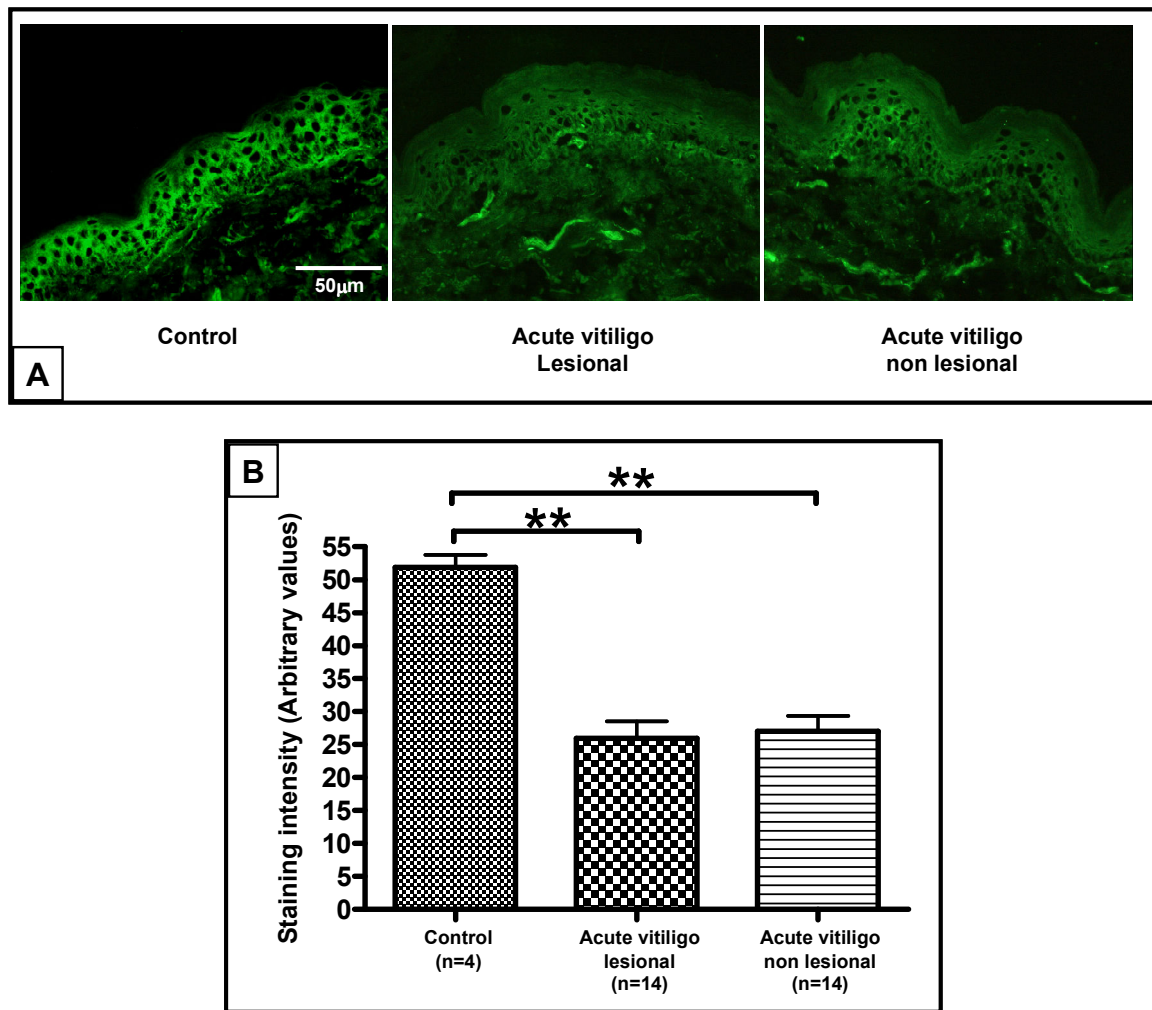 50μm
Control
Acute vitiligo
Lesional
Acute vitiligo
non lesional
A
B
**
**
Staining intensity (Arbitrary values)
55
50
45
40
35
30
25
20
15
10
5
0
Control
(n=4)
Acute vitiligo
lesional
(n=14)
Acute vitiligo
non lesional
(n=14)